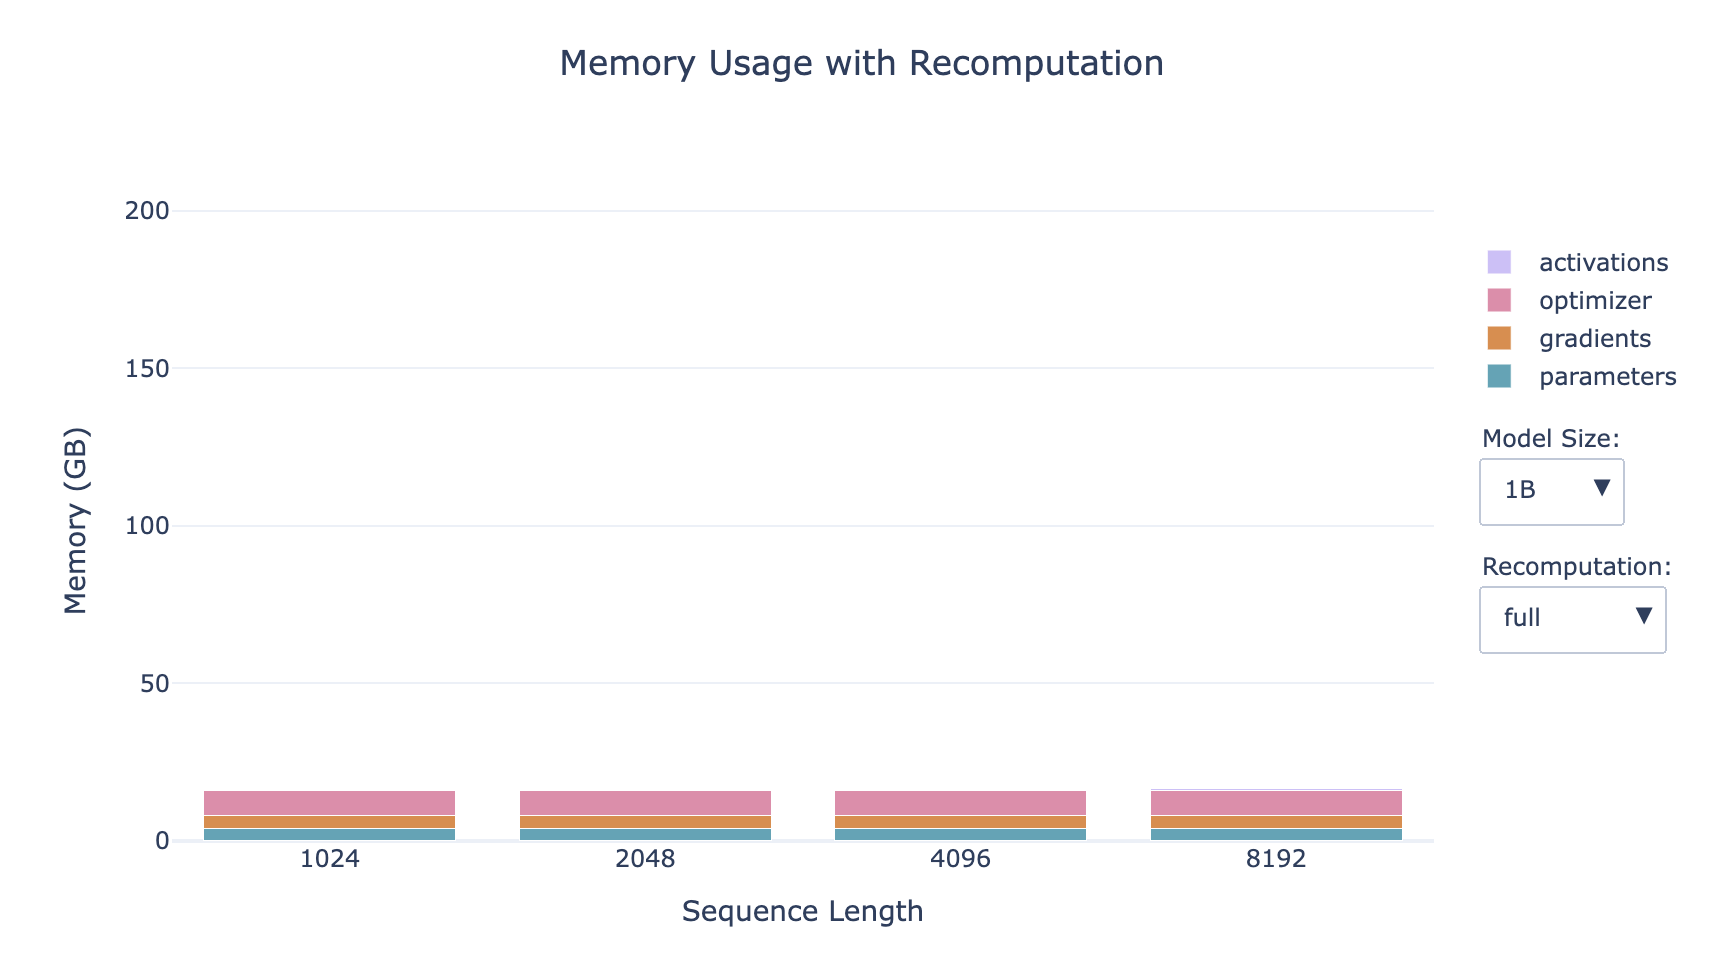 Memory Usage with Recomputation
Memory (GB)
200
150
100
50
0
1024 2048 4096 8192
Sequence Length
activations
optimizer
gradients
parameters
Model Size:
1B ▼
Recomputation:
full ▼